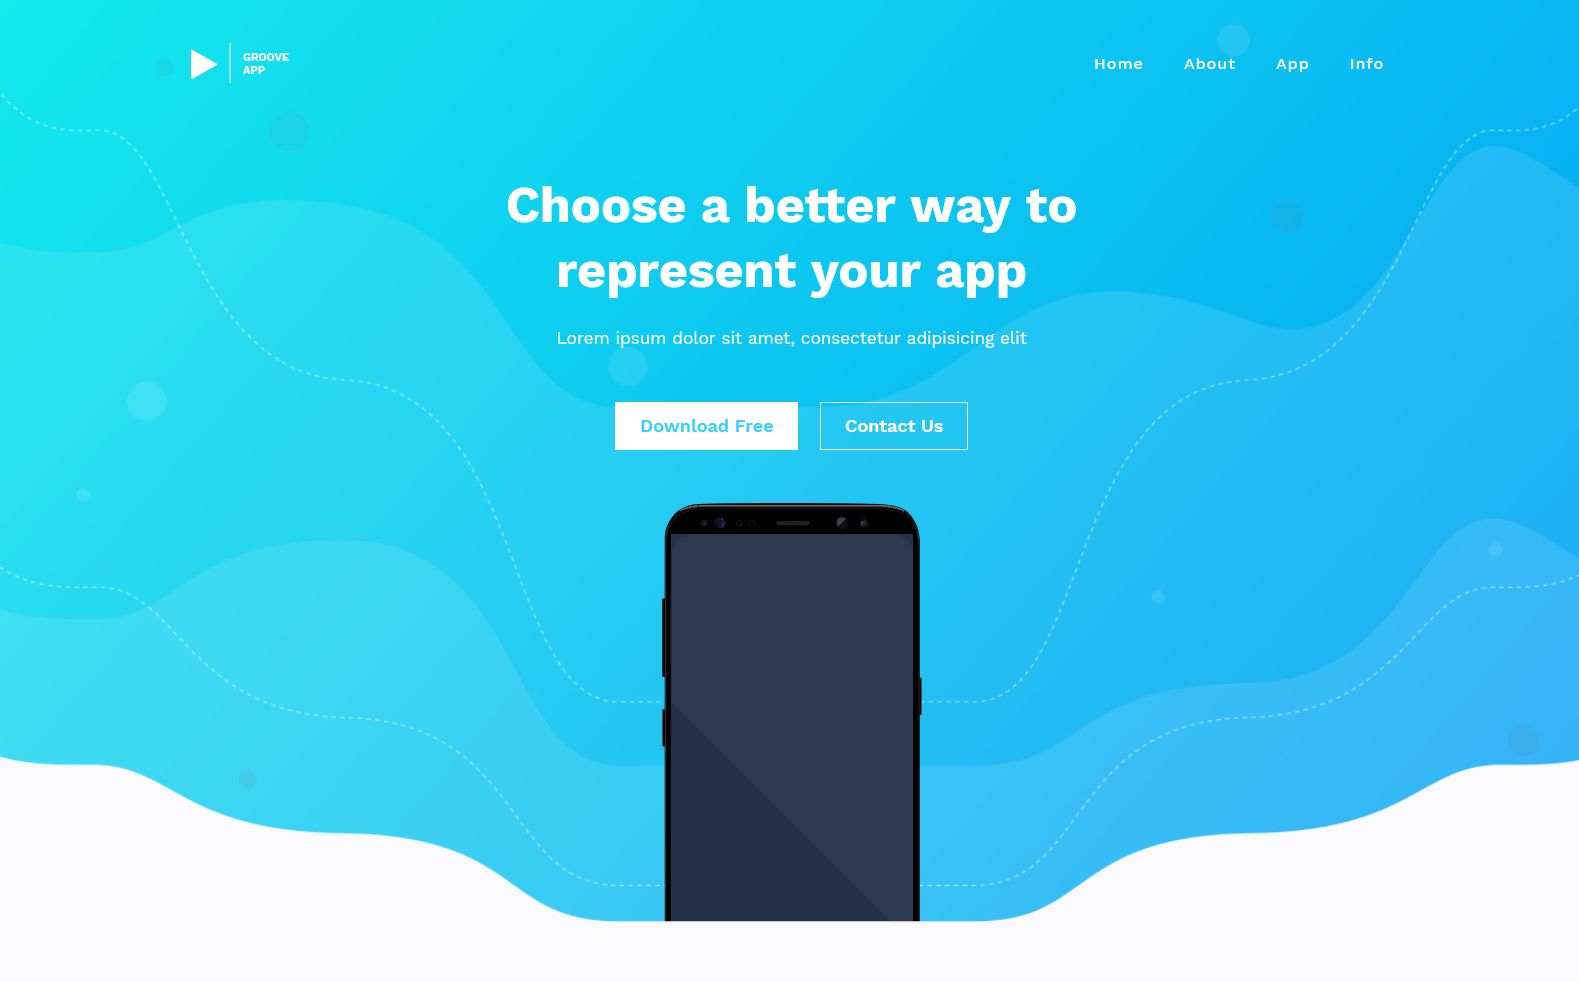 GROOVE
APP
Home About App Info
Choose a better way to
represent your app
Lorem ipsum dolor sit amet, consectetur adipisicing elit
Download Free Contact Us